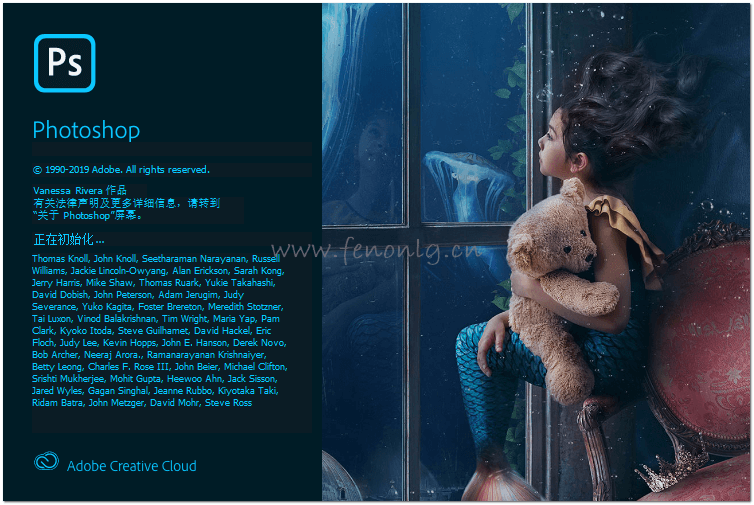 Ps
Photoshop
© 1990-2019 Adobe. All rights reserved.
Vanessa Rivera 作品
有关法律声明及更多详细信息，请转到
“关于 Photoshop”屏幕。
正在初始化...
www.fenonlg.cn
Thomas Knoll, John Knoll, Seetharaman Narayanan, Russell
Williams, Jackie Lincoln-Owyang, Alan Erickson, Sarah Kong,
Jerry Harris, Mike Shaw, Thomas Ruark, Yukie Takahashi,
David Dobish, John Peterson, Adam Jerugim, Judy
Severance, Yuko Kagita, Foster Brereton, Meredith Stotzner,
Tai Luxon, Vinod Balakrishnan, Tim Wright, Maria Yap, Pam
Clark, Kyoko Itoda, Steve Guilhamet, David Hackel, Eric
Floch, Judy Lee, Kevin Hopps, John E. Hanson, Derek Novo,
Bob Archer, Neeraj Arora., Ramanarayanan Krishnaiyer,
Betty Leong, Charles F. Rose III, John Beier, Michael Clifton,
Srishti Mukherjee, Mohit Gupta, Heewoo Ahn, Jack Sisson,
Jared Wyles, Gagan Singhal, Jeanne Rubbo, Kiyotaka Taki,
Ridam Batra, John Metzger, David Mohr, Steve Ross
Adobe Creative Cloud